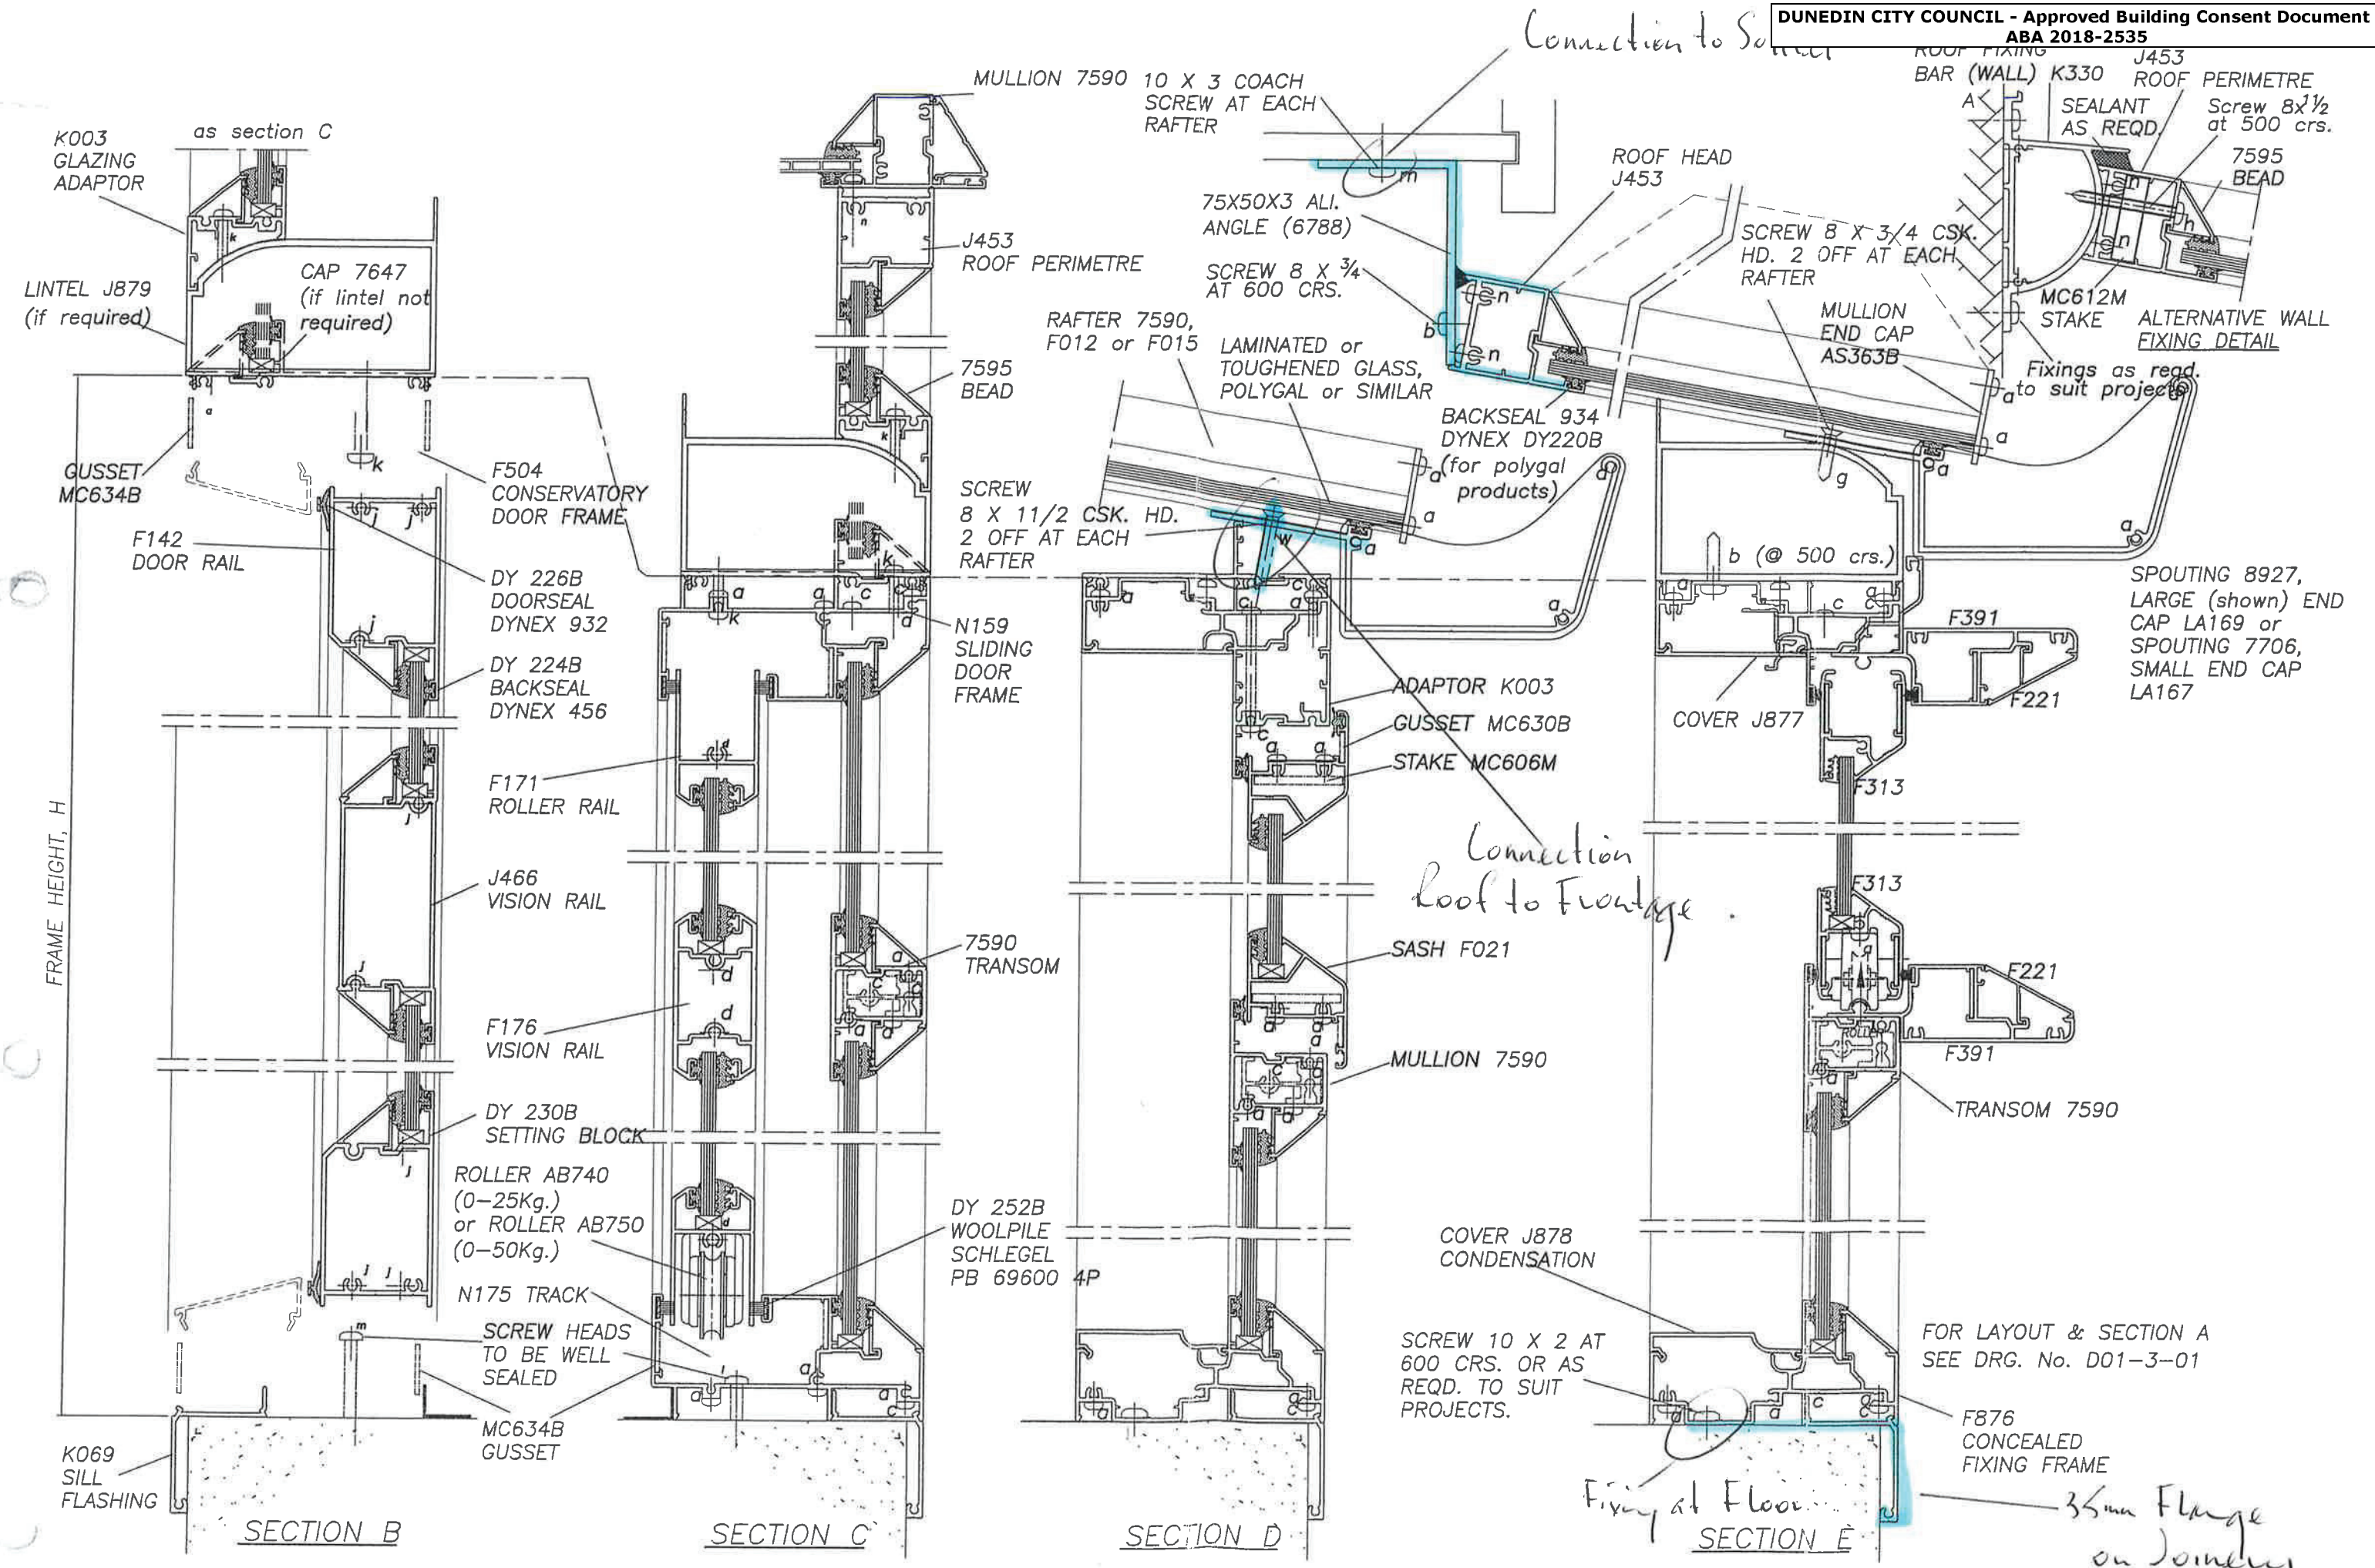 DUNEDIN CITY COUNCIL - Approved Building Consent Document
ABA 2018-2535
Connection to
as section C
K003
GLAZING
ADAPTOR
LINTEL J879
(if required)
CAP 7647
(if lintel not
required)
GUSSET
MC634B
F504
CONSERVATORY
DOOR FRAME
F142
DOOR RAIL
DY 226B
DOORSEAL
DYNEX 932
DY 224B
BACKSEAL
DYNEX 456
FRAME HEIGHT, H
F171
ROLLER RAIL
J466
VISION RAIL
F176
VISION RAIL
DY 230B
SETTING BLOCK
ROLLER AB740
(0-25Kg.)
or ROLLER AB750
(0-50Kg.)
N175 TRACK
SCREW HEADS
TO BE WELL
SEALED
MC634B
GUSSET
K069
SILL
FLASHING
SECTION B
MULLION 7590
J453
ROOF PERIMETRE
7595
BEAD
N159
SLIDING
DOOR
FRAME
7590
TRANSOM
DY 252B
WOOLPILE
SCHLEGEL
PB 69600 4P
SECTION C
10 X 3 COACH
SCREW AT EACH
RAFTER
75X50X3 ALI.
ANGLE (6788)
SCREW 8 X 3/4
AT 600 CRS.
ROOF HEAD
J453
RAFTER 7590,
F012 or F015
LAMINATED or
TOUGHENED GLASS,
POLYGAL or SIMILAR
BACKSEAL 934
DYNEX DY220B
(for polygal
products)
SCREW
8 X 11/2 CSK. HD.
2 OFF AT EACH
RAFTER
ADAPTOR K003
GUSSET MC630B
STAKE MC606M
Connection
Roof to Frontage.
SASH F021
MULLION 7590
SECTION D
ROOF FIXING
BAR (WALL) K330
J453
ROOF PERIMETRE
A
SEALANT
AS REQD.
Screw 8x1 1/2
at 500 crs.
7595
BEAD
SCREW 8 X 3/4 CSK.
HD. 2 OFF AT EACH
RAFTER
MC612M
STAKE
ALTERNATIVE WALL
FIXING DETAIL
MULLION
END CAP
AS363B
Fixings as reqd.
to suit projects
b (@ 500 crs.)
SPOUTING 8927,
LARGE (shown) END
CAP LA169 or
SPOUTING 7706,
SMALL END CAP
LA167
F391
F221
COVER J877
F313
F313
F221
ROLLER
F391
TRANSOM 7590
COVER J878
CONDENSATION
SCREW 10 X 2 AT
600 CRS. OR AS
REQD. TO SUIT
PROJECTS.
FOR LAYOUT & SECTION A
SEE DRG. No. D01-3-01
F876
CONCEALED
FIXING FRAME
Fixing at Floor
SECTION E
35mm Flange
on Joinery